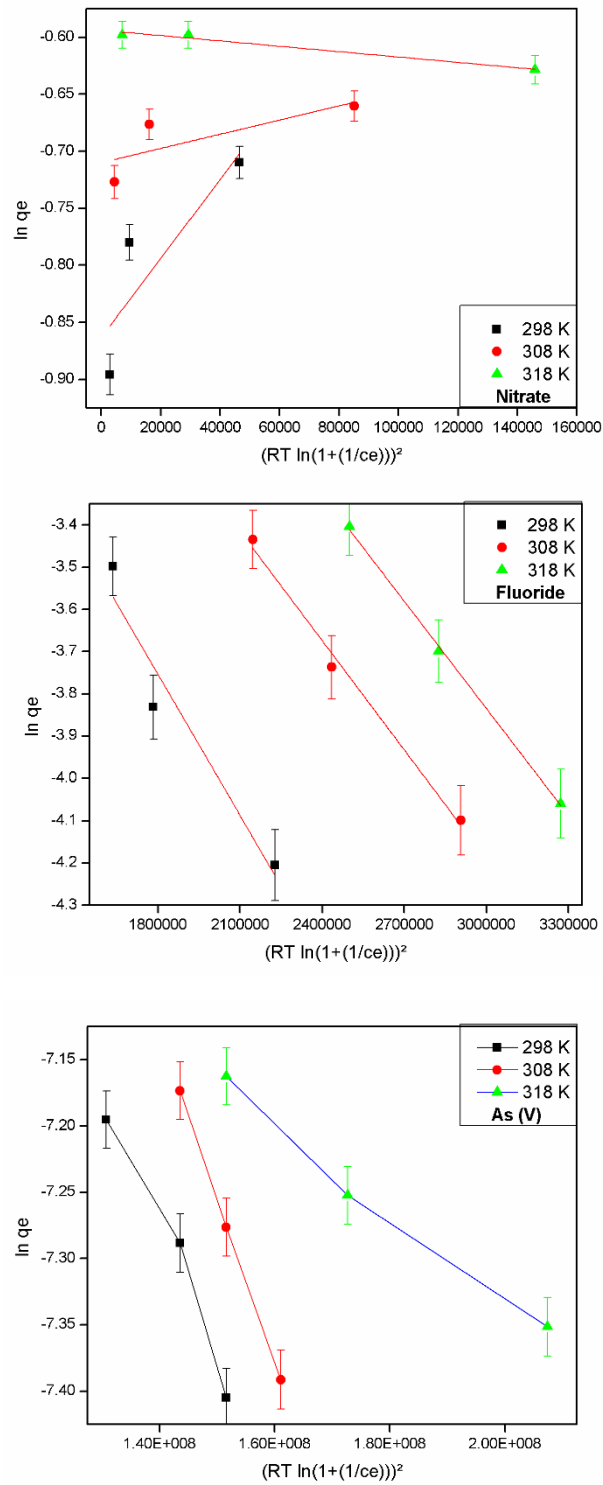 -0.60
-0.65
-0.70
-0.75
-0.80
-0.85
-0.90
ln qe
298 K
308 K
318 K
Nitrate
0 20000 40000 60000 80000 100000 120000 140000 160000
(RT ln(1+(1/ce)))²
-3.4
-3.5
-3.6
-3.7
-3.8
-3.9
-4.0
-4.1
-4.2
-4.3
ln qe
298 K
308 K
318 K
Fluoride
1800000 2100000 2400000 2700000 3000000 3300000
(RT ln(1+(1/ce)))²
-7.15
-7.20
-7.25
-7.30
-7.35
-7.40
ln qe
298 K
308 K
318 K
As (V)
1.40E+008 1.60E+008 1.80E+008 2.00E+008
(RT ln(1+(1/ce)))²